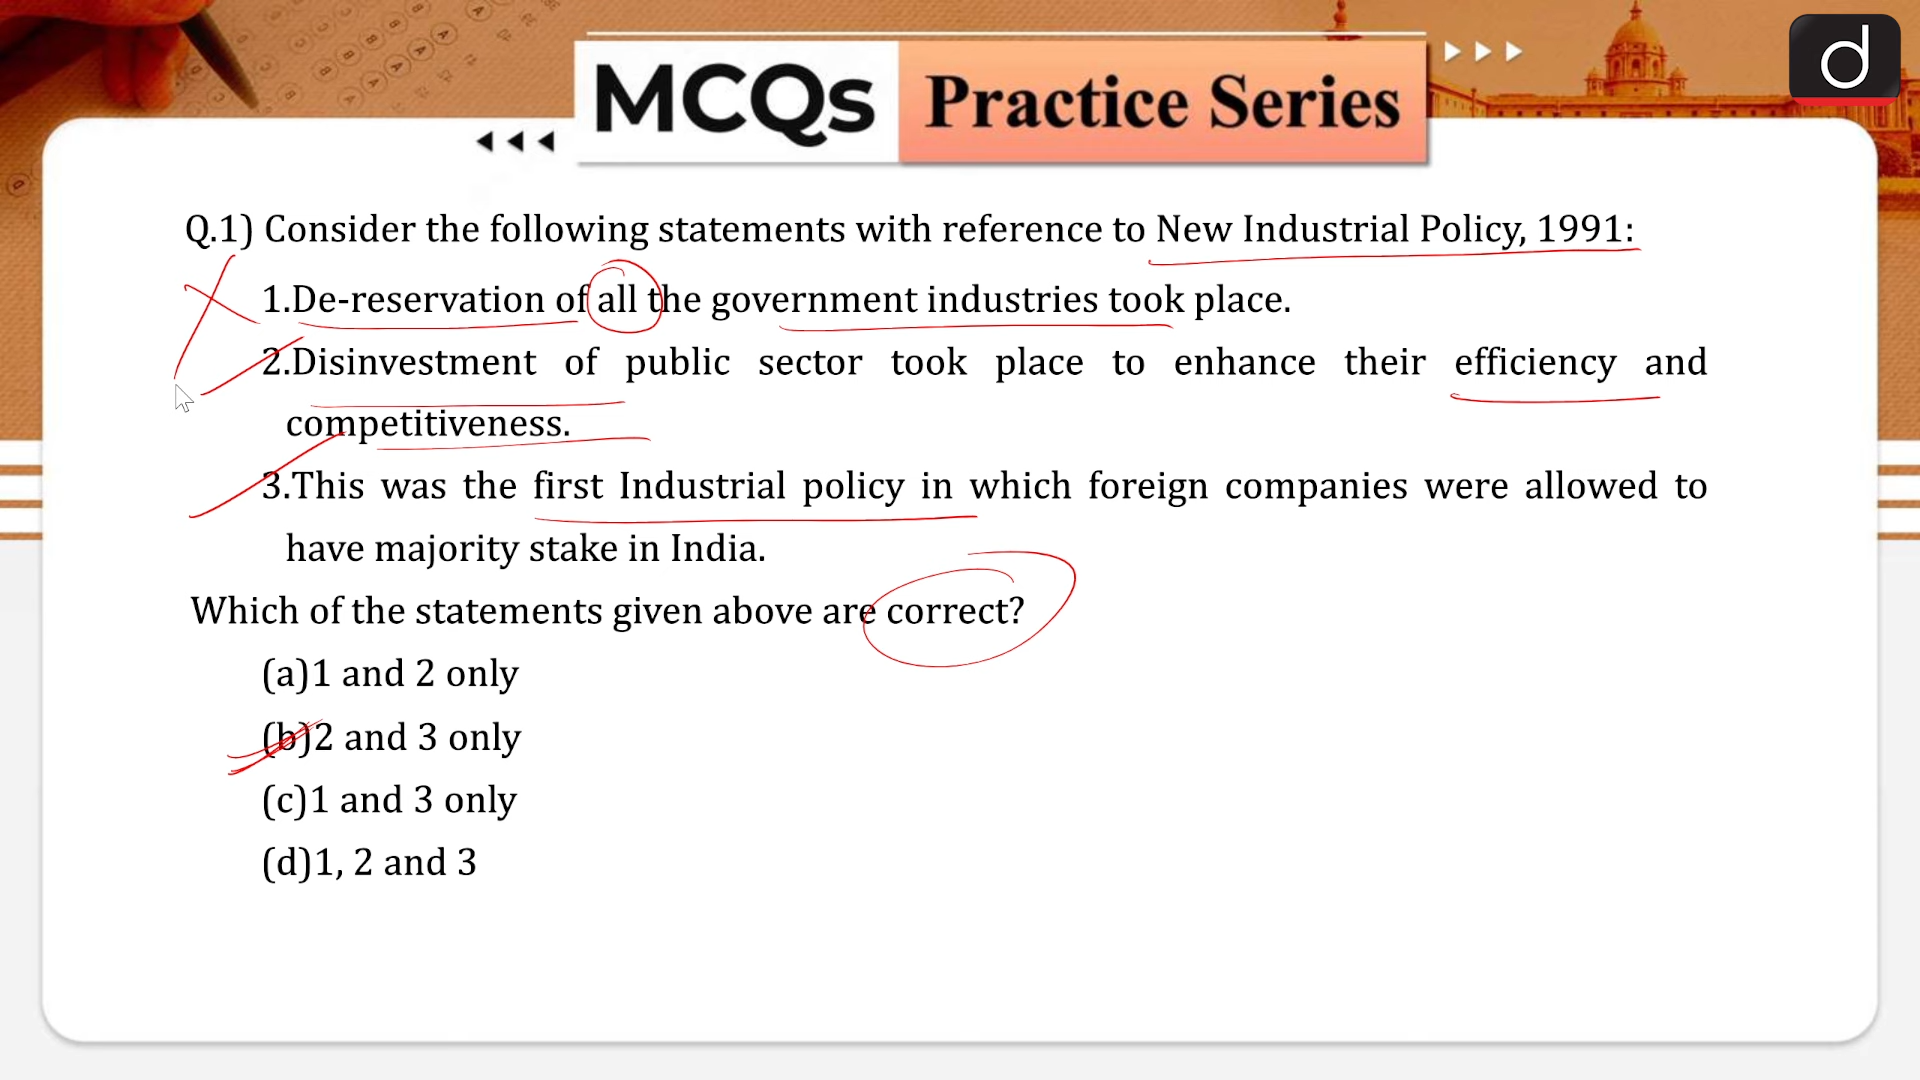 MCQs Practice Series
d
Q.1) Consider the following statements with reference to New Industrial Policy, 1991:
1.De-reservation of all the government industries took place.
2.Disinvestment of public sector took place to enhance their efficiency and
competitiveness.
3.This was the first Industrial policy in which foreign companies were allowed to
have majority stake in India.
Which of the statements given above are correct?
(a)1 and 2 only
(b)2 and 3 only
(c)1 and 3 only
(d)1, 2 and 3